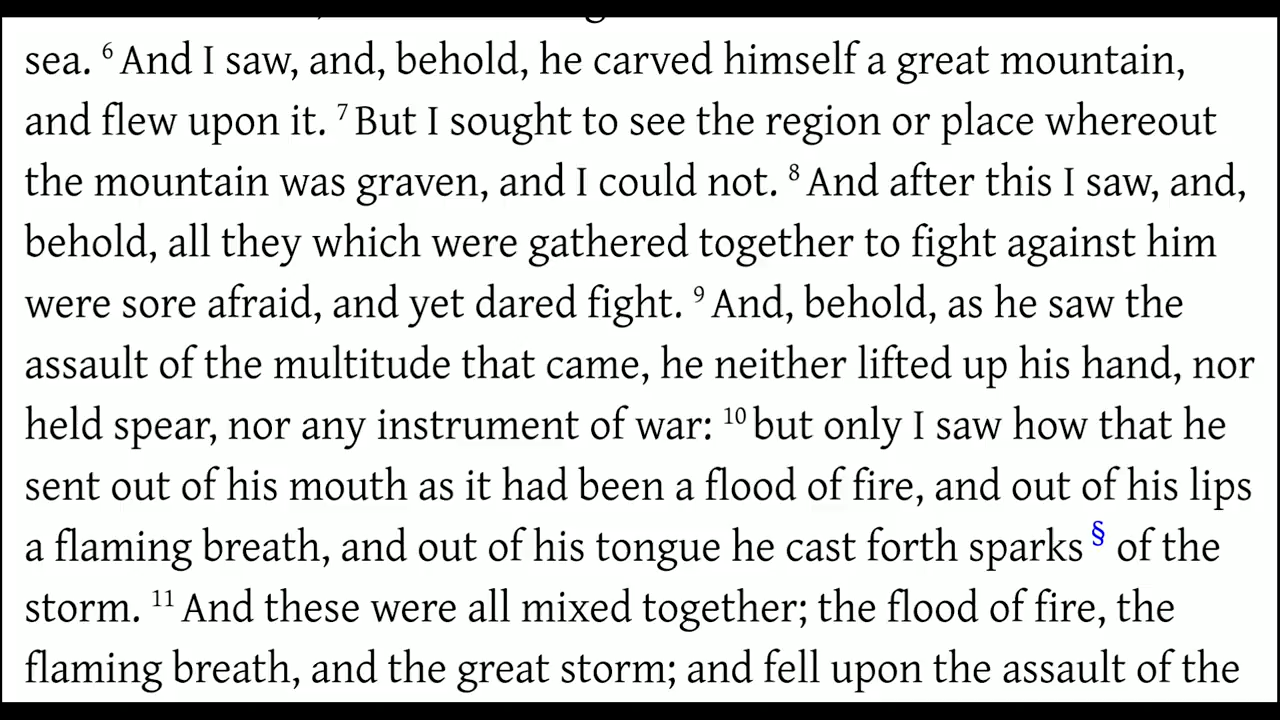 sea. 6 And I saw, and, behold, he carved himself a great mountain,
and flew upon it. 7 But I sought to see the region or place whereout
the mountain was graven, and I could not. 8 And after this I saw, and,
behold, all they which were gathered together to fight against him
were sore afraid, and yet dared fight. 9 And, behold, as he saw the
assault of the multitude that came, he neither lifted up his hand, nor
held spear, nor any instrument of war: 10 but only I saw how that he
sent out of his mouth as it had been a flood of fire, and out of his lips
a flaming breath, and out of his tongue he cast forth sparks § of the
storm. 11 And these were all mixed together; the flood of fire, the
flaming breath, and the great storm; and fell upon the assault of the